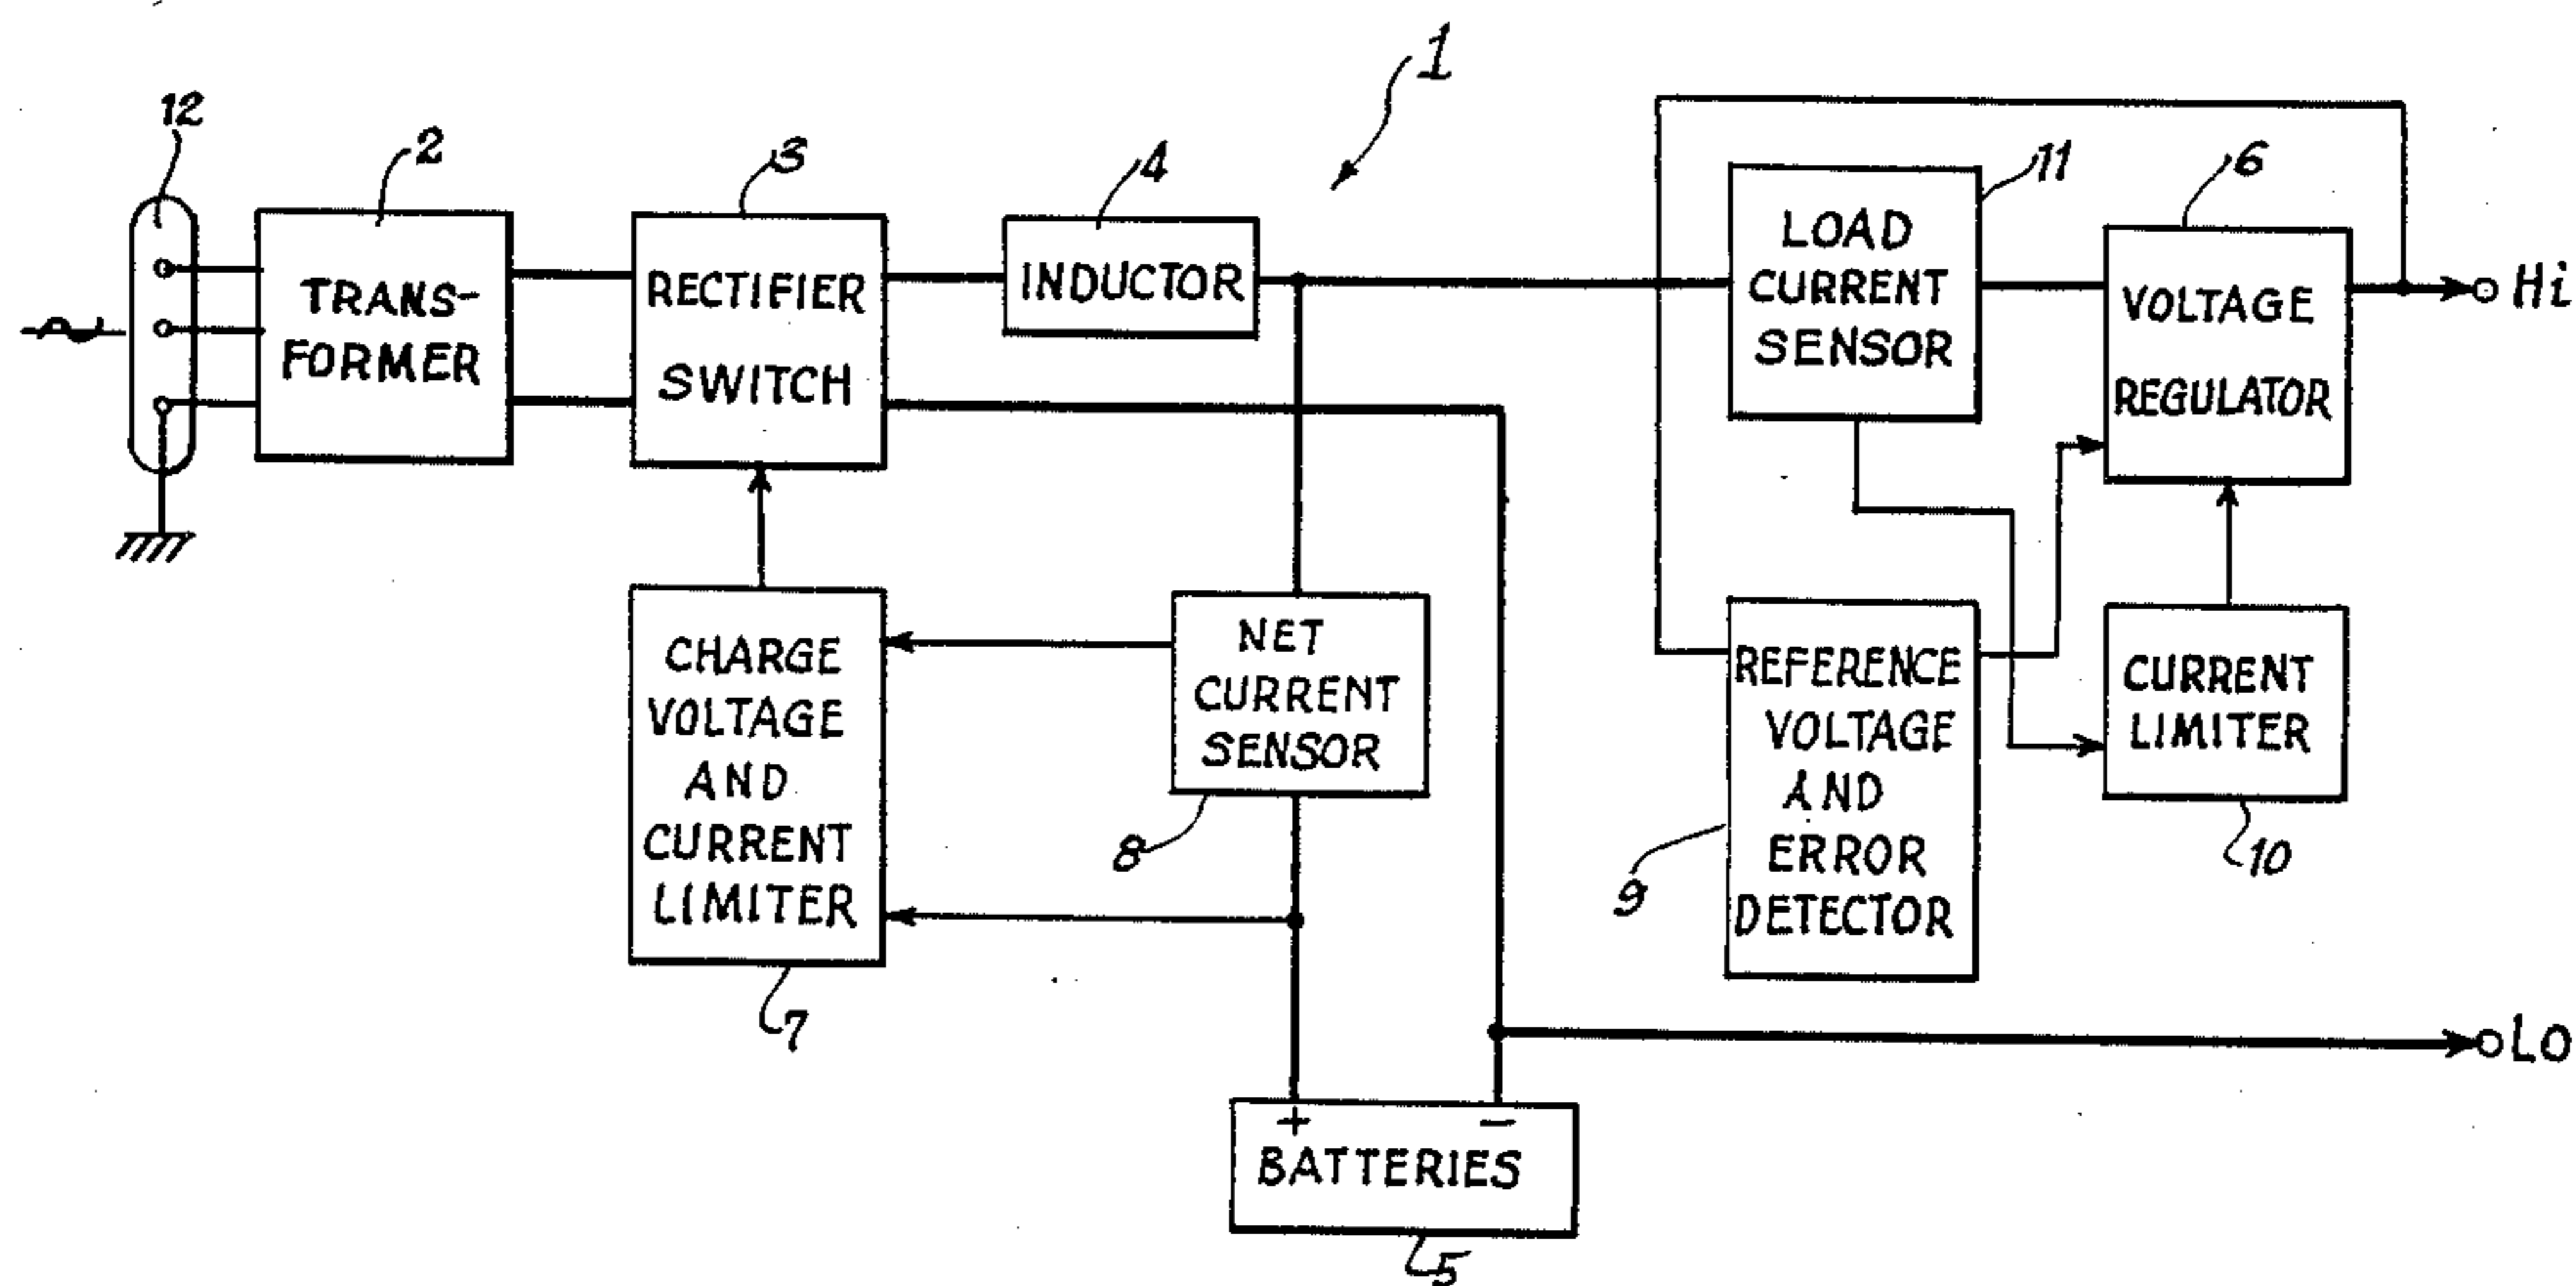 1
12
2
3
4
11
6
TRANS-
FORMER
RECTIFIER
SWITCH
INDUCTOR
LOAD
CURRENT
SENSOR
VOLTAGE
REGULATOR
Hi
CHARGE
VOLTAGE
AND
CURRENT
LIMITER
7
NET
CURRENT
SENSOR
8
REFERENCE
VOLTAGE
AND
ERROR
DETECTOR
9
CURRENT
LIMITER
10
LO
+ −
BATTERIES
5